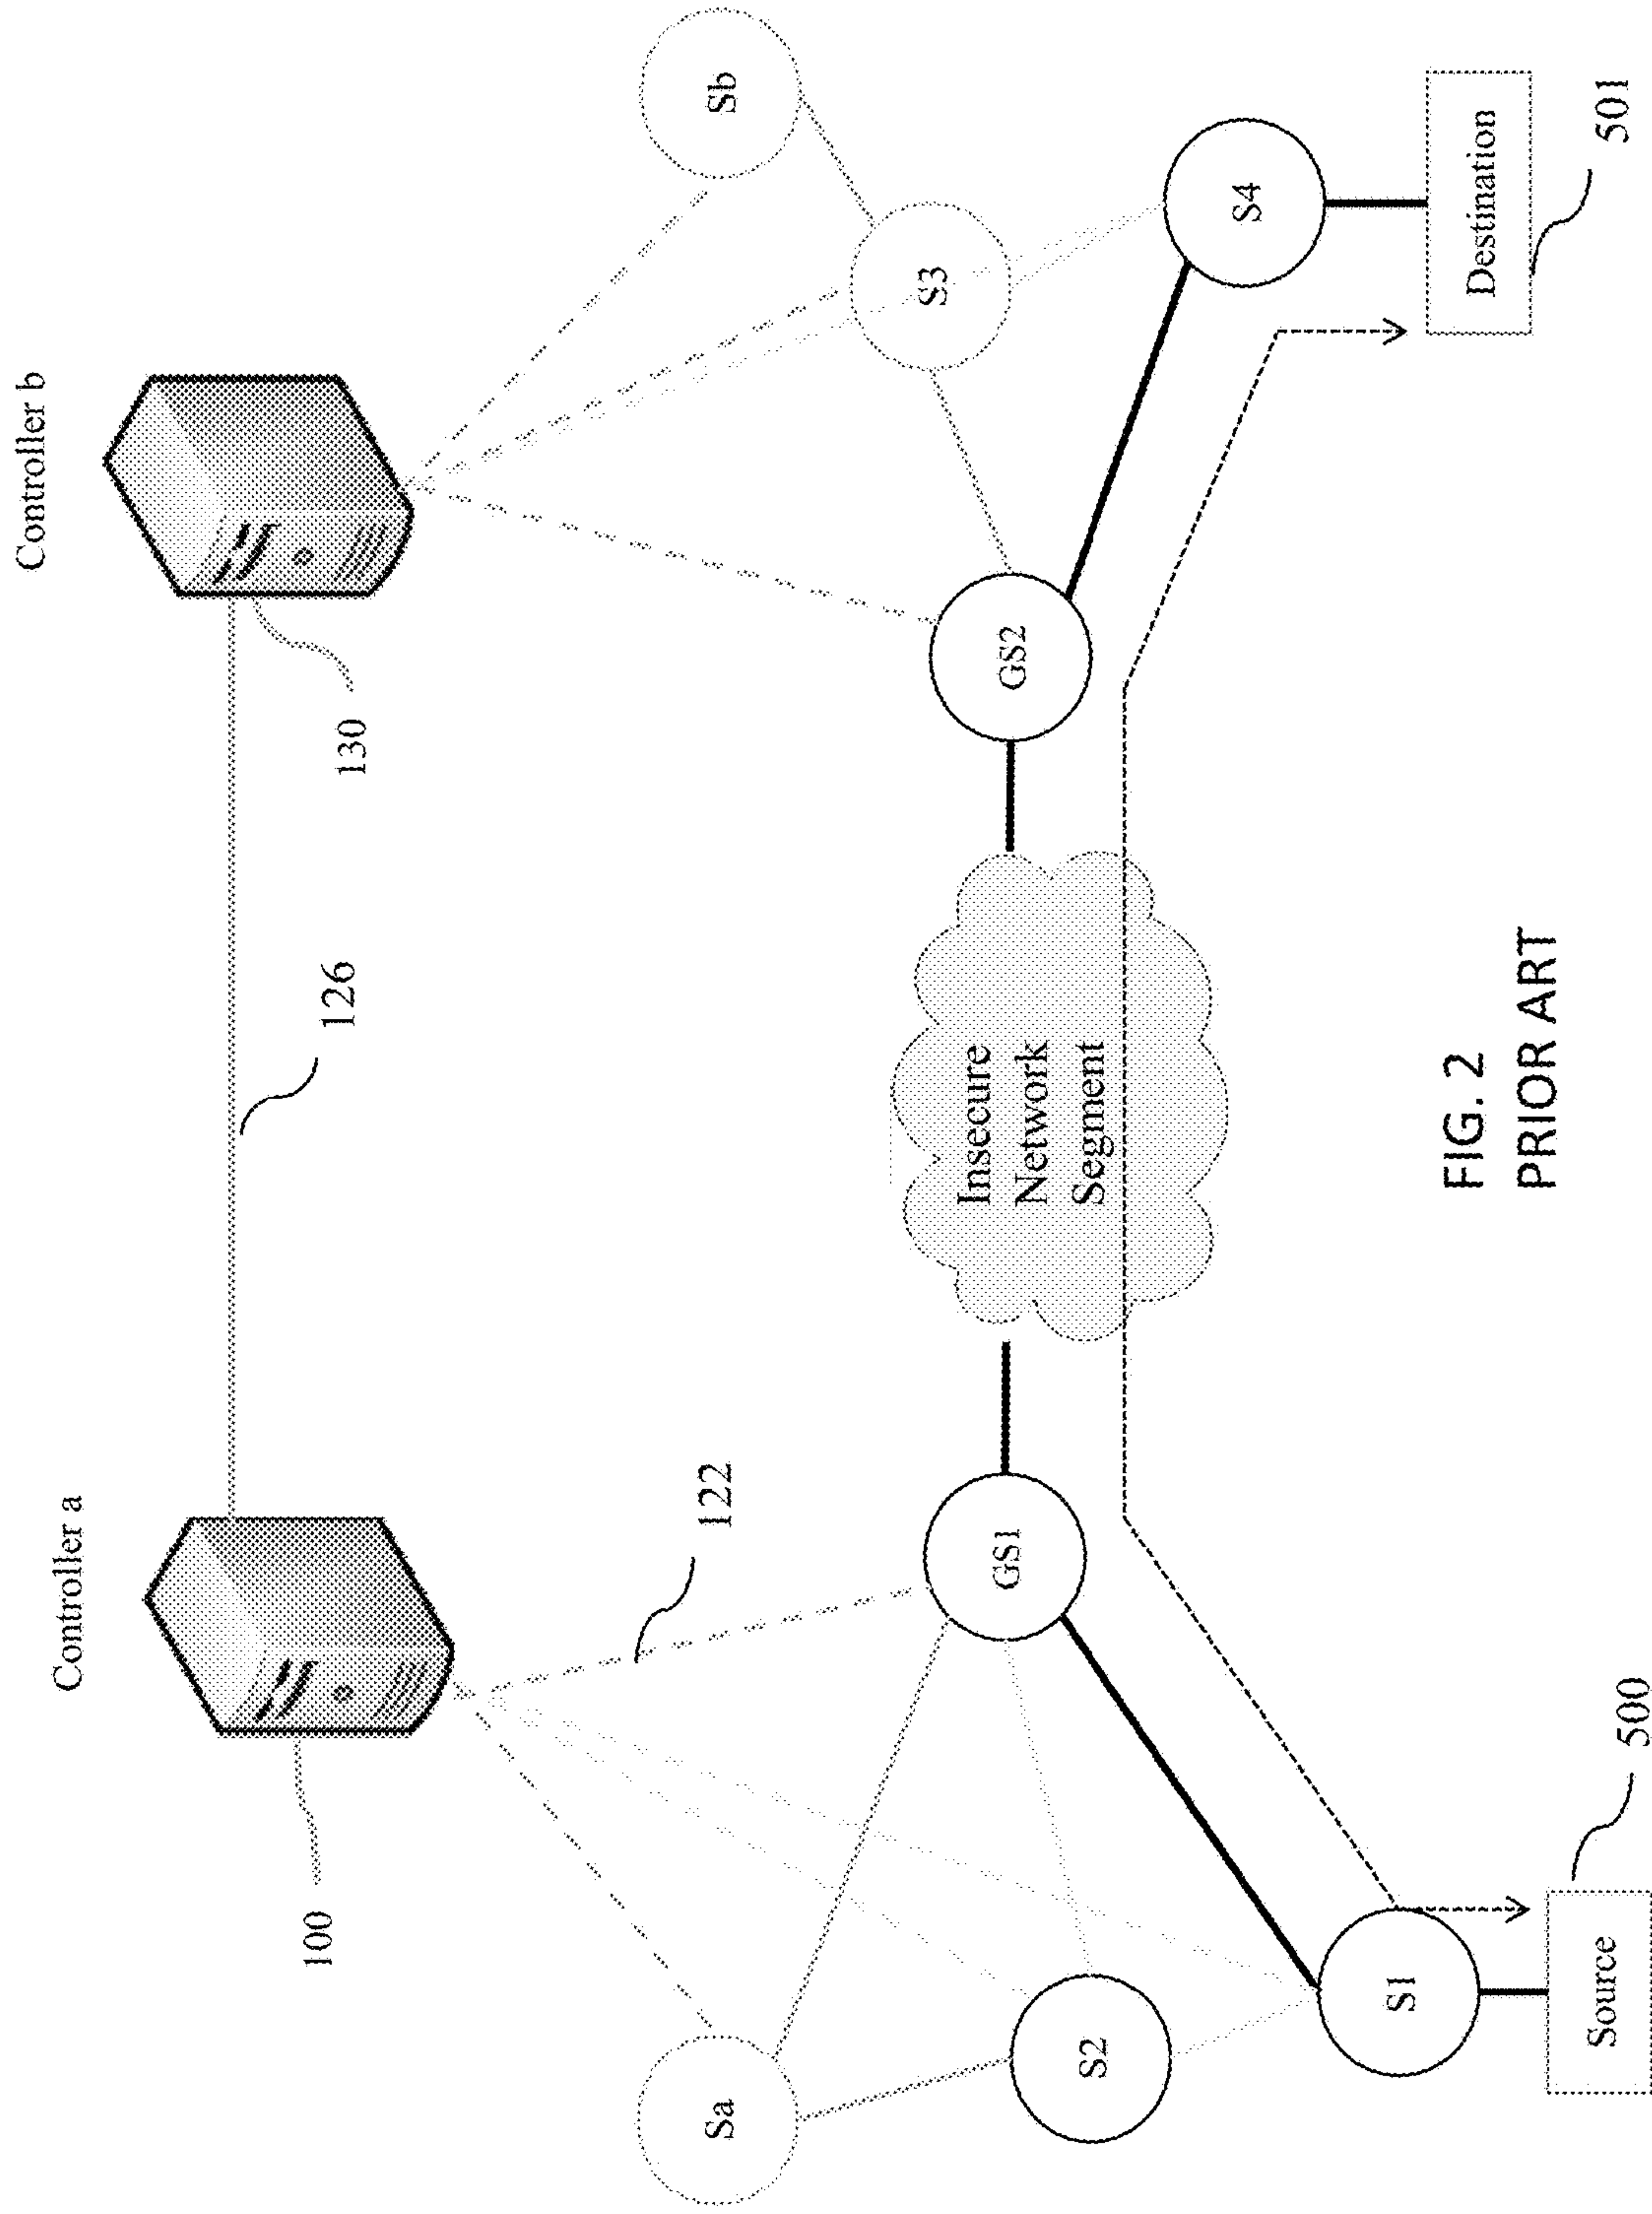 Controller a
Controller b
126
100
130
122
Sa
Sb
S2
S3
GS1
Insecure
Network
Segment
GS2
S1
S4
Source
Destination
500
501
FIG. 2
PRIOR ART